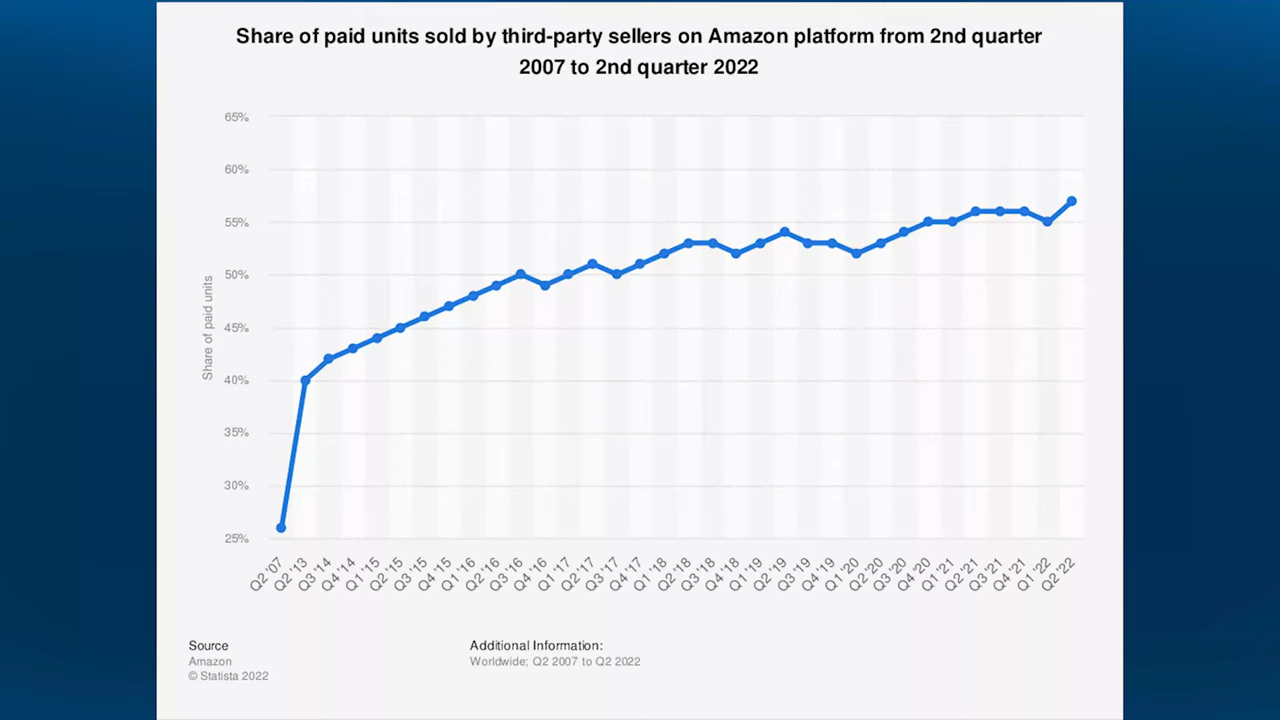 Share of paid units sold by third-party sellers on Amazon platform from 2nd quarter
2007 to 2nd quarter 2022
65%
60%
55%
50%
45%
40%
35%
30%
25%
Share of paid units
Q2 '07
Q2 '13
Q3 '14
Q4 '14
Q1 '15
Q2 '15
Q3 '15
Q4 '15
Q1 '16
Q2 '16
Q3 '16
Q4 '16
Q1 '17
Q2 '17
Q3 '17
Q4 '17
Q1 '18
Q2 '18
Q3 '18
Q4 '18
Q1 '19
Q2 '19
Q3 '19
Q4 '19
Q1 '20
Q2 '20
Q3 '20
Q4 '20
Q1 '21
Q2 '21
Q3 '21
Q4 '21
Q1 '22
Q2 '22
Source
Amazon
© Statista 2022
Additional Information:
Worldwide; Q2 2007 to Q2 2022